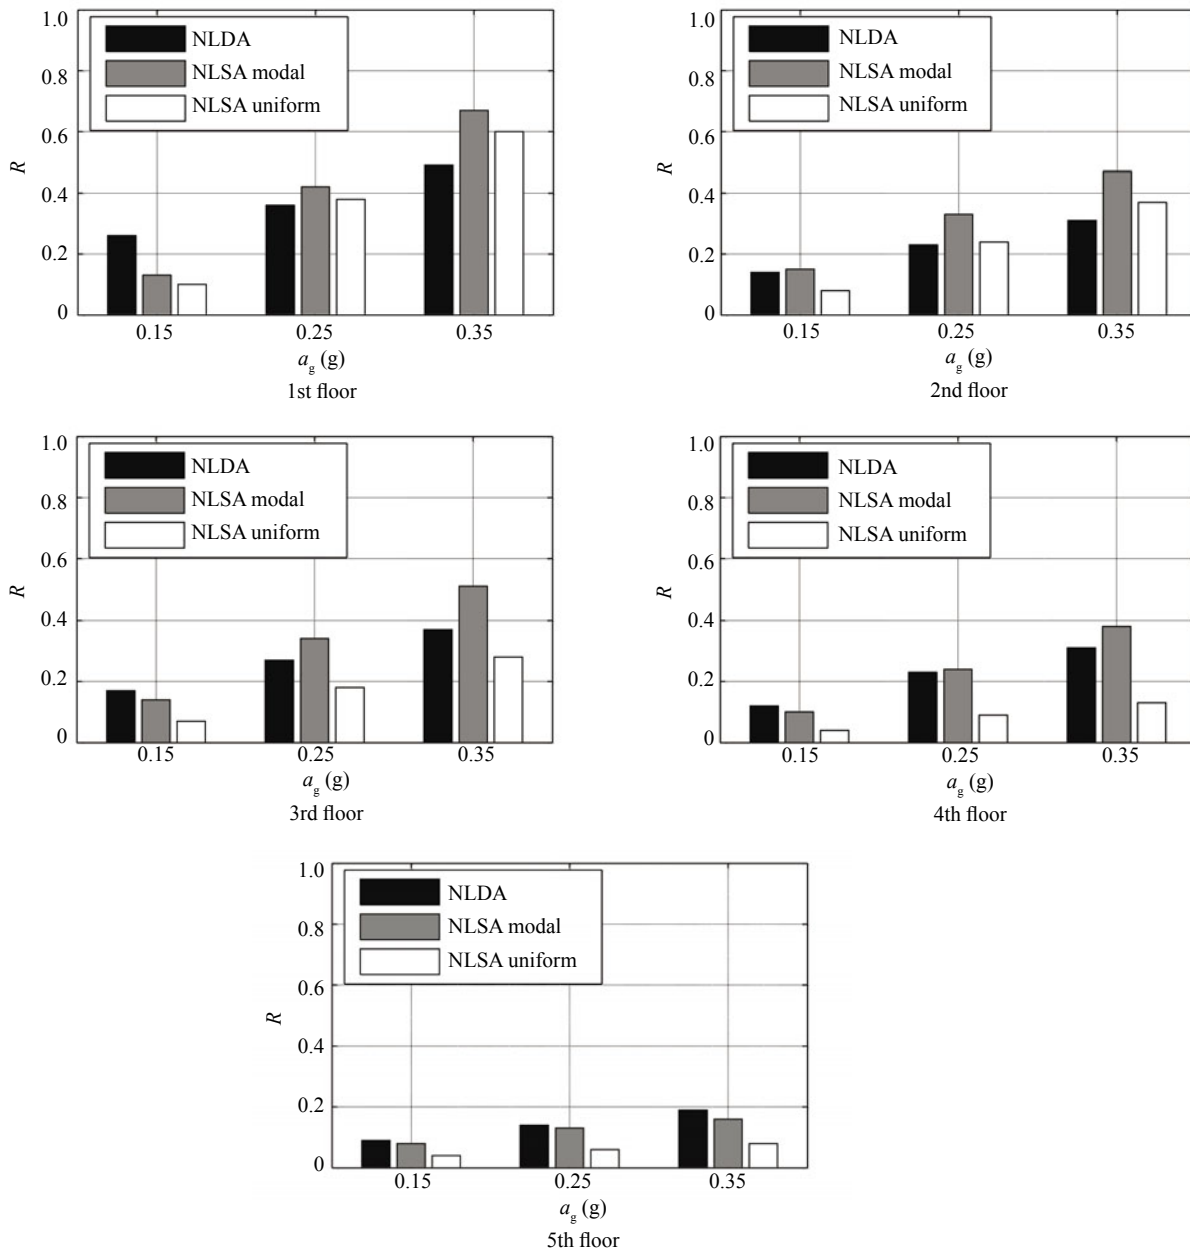 1.0
0.8
0.6
0.4
0.2
0
R
NLDA
NLSA modal
NLSA uniform
0.15 0.25 0.35
a_g (g)
1st floor
1.0
0.8
0.6
0.4
0.2
0
R
NLDA
NLSA modal
NLSA uniform
0.15 0.25 0.35
a_g (g)
2nd floor
1.0
0.8
0.6
0.4
0.2
0
R
NLDA
NLSA modal
NLSA uniform
0.15 0.25 0.35
a_g (g)
3rd floor
1.0
0.8
0.6
0.4
0.2
0
R
NLDA
NLSA modal
NLSA uniform
0.15 0.25 0.35
a_g (g)
4th floor
1.0
0.8
0.6
0.4
0.2
0
R
NLDA
NLSA modal
NLSA uniform
0.15 0.25 0.35
a_g (g)
5th floor